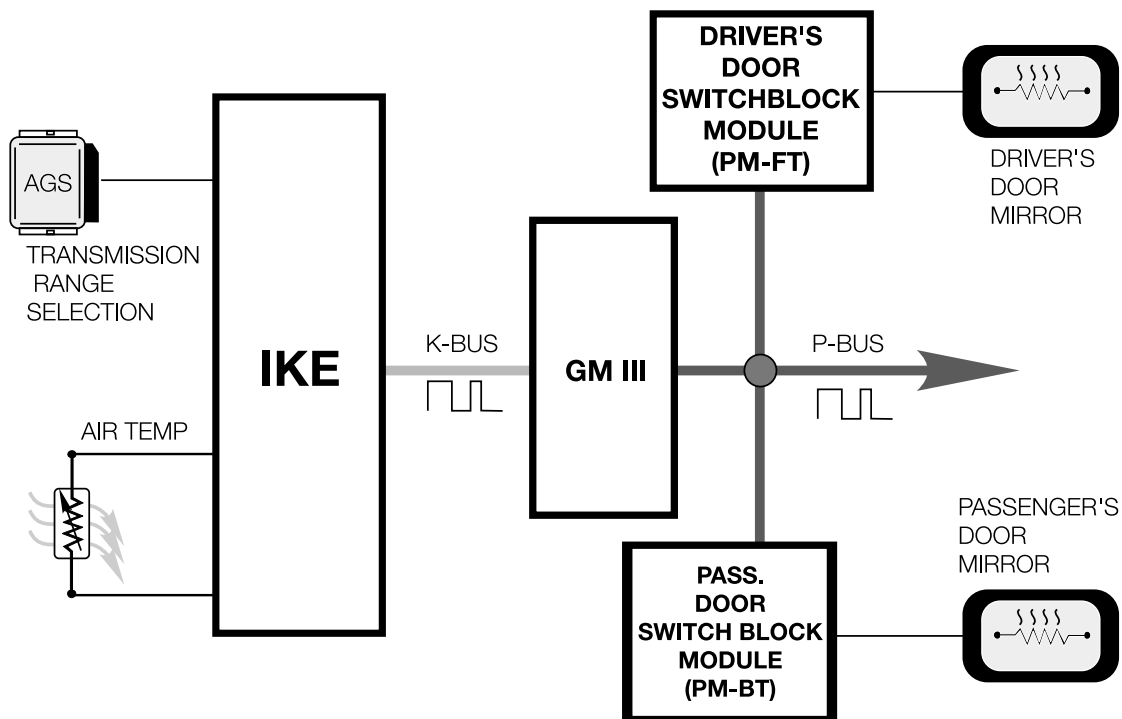 AGS
TRANSMISSION
RANGE
SELECTION
AIR TEMP
IKE
K-BUS
GM III
DRIVER'S
DOOR
SWITCHBLOCK
MODULE
(PM-FT)
DRIVER'S
DOOR
MIRROR
P-BUS
PASS.
DOOR
SWITCH BLOCK
MODULE
(PM-BT)
PASSENGER'S
DOOR
MIRROR